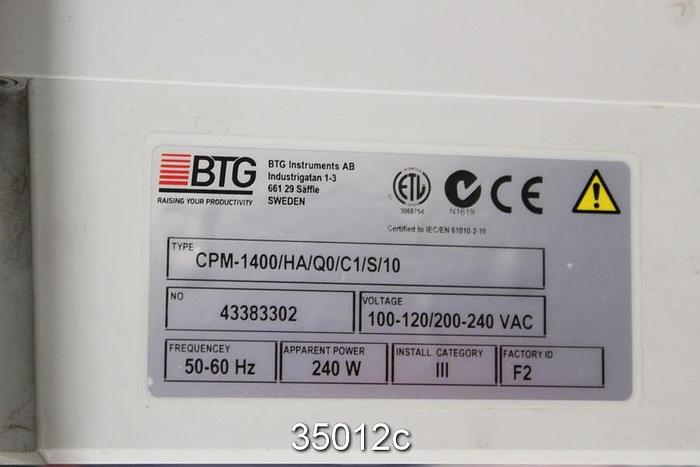 BTG
RAISING YOUR PRODUCTIVITY
BTG Instruments AB
Industrigatan 1-3
661 29 Säffle
SWEDEN
ETL
C
3068754
N1619
CE
Certified to IEC/EN 61010-2-10
TYPE
CPM-1400/HA/Q0/C1/S/10
NO
43383302
VOLTAGE
100-120/200-240 VAC
FREQUENCEY
50-60 Hz
APPARENT POWER
240 W
INSTALL CATEGORY
III
FACTORY ID
F2
35012c